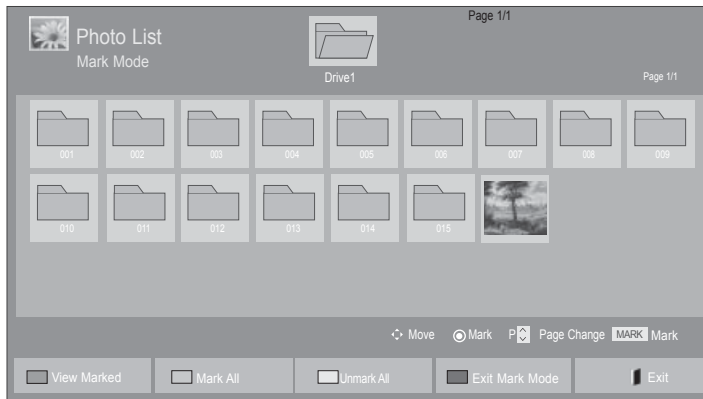 Page 1/1
Photo List
Mark Mode
Drive1
Page 1/1
001 002 003 004 005 006 007 008 009
010 011 012 013 014 015
Move Mark P Page Change MARK Mark
View Marked Mark All Unmark All Exit Mark Mode Exit